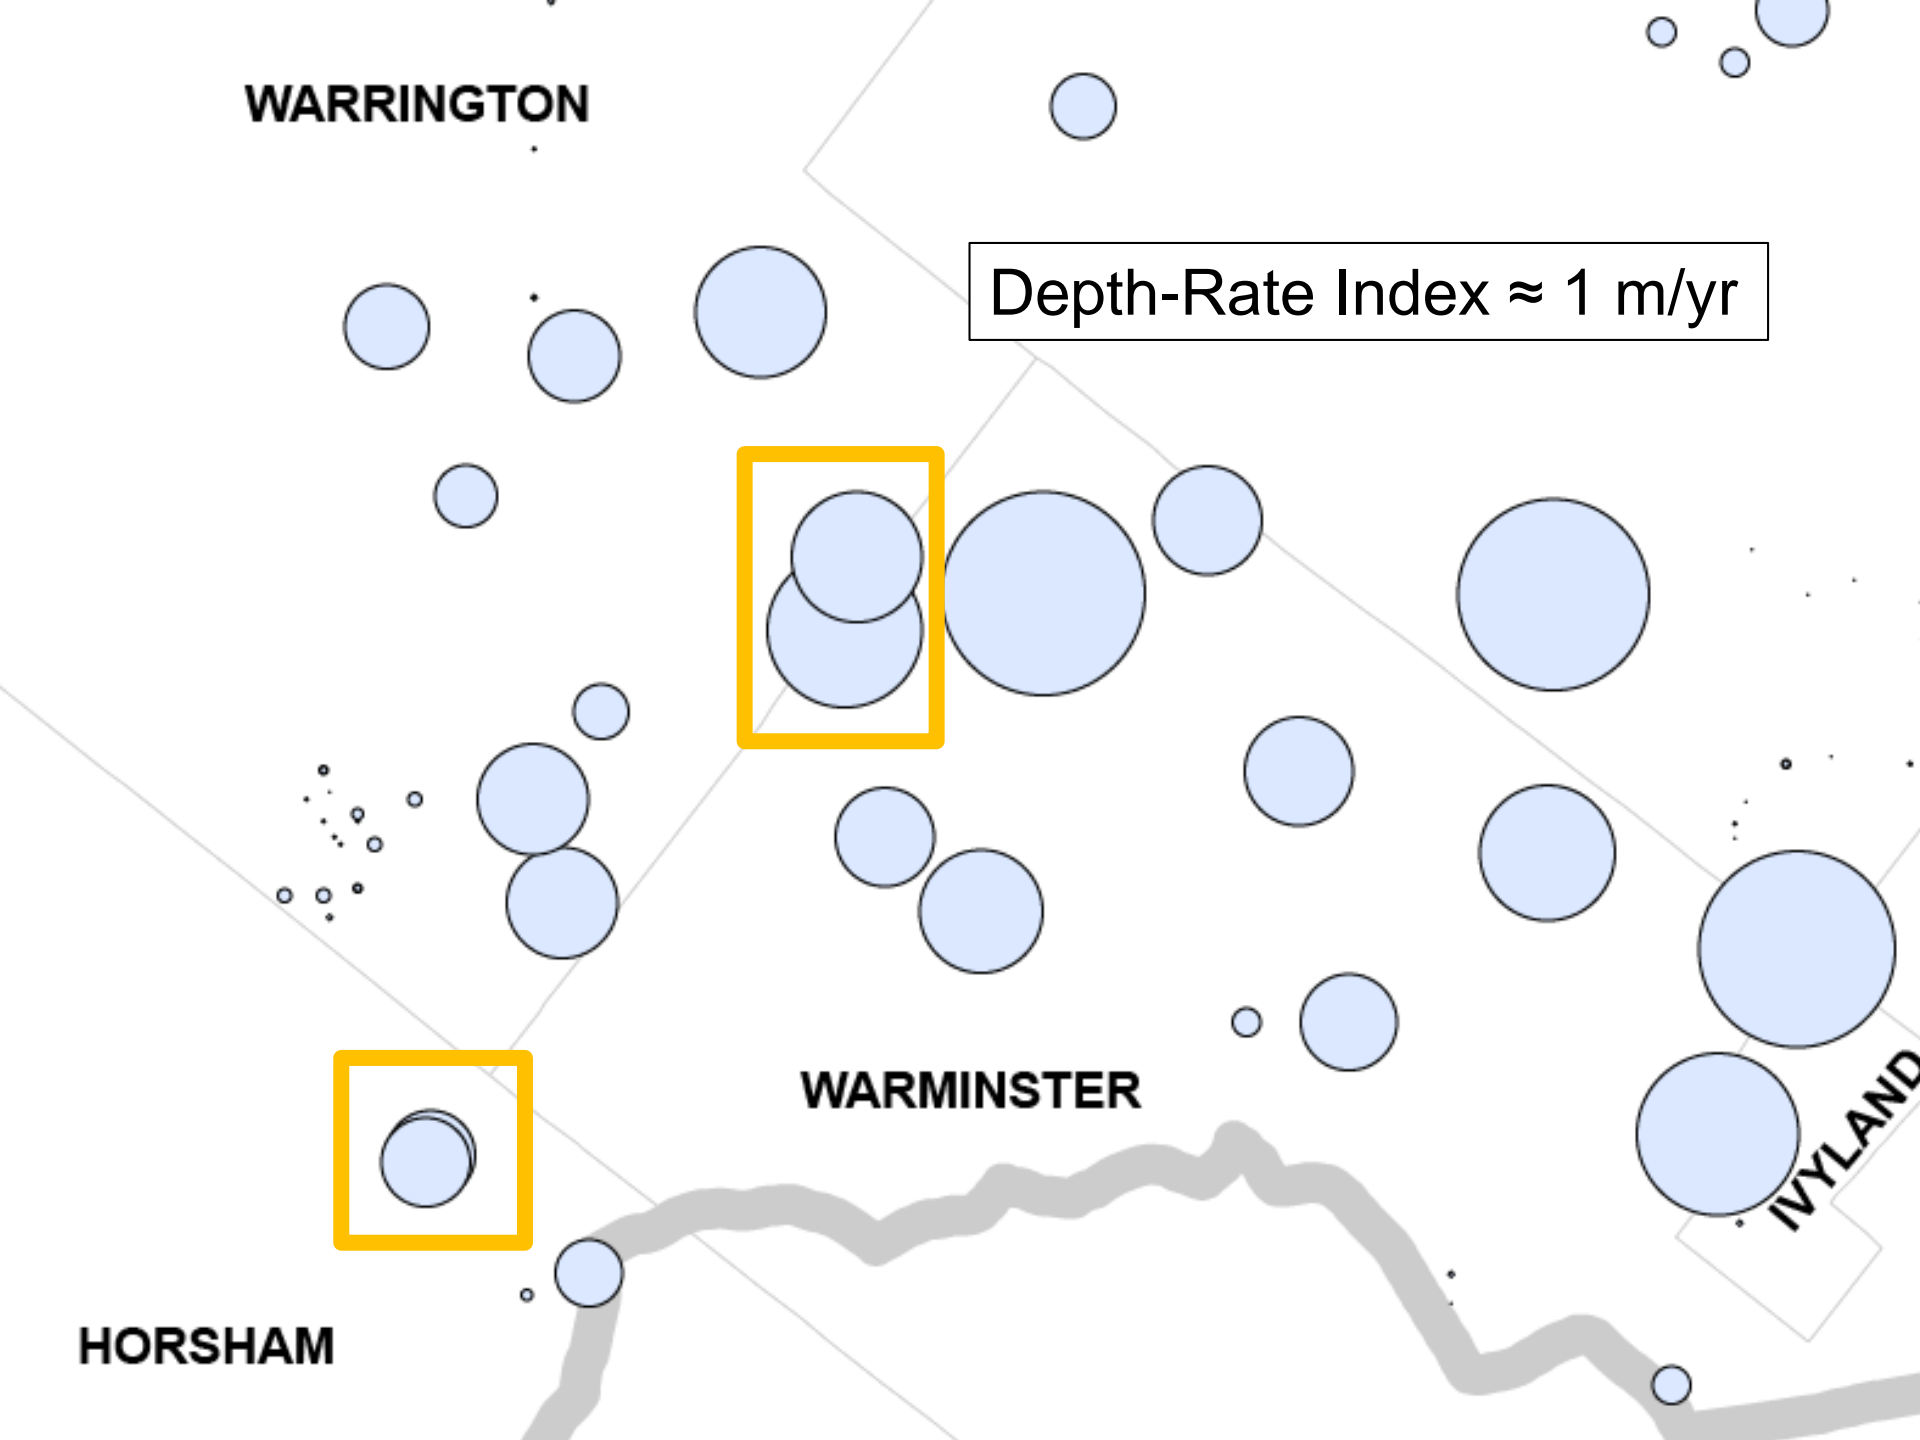 WARRINGTON
Depth-Rate Index ≈ 1 m/yr
WARMINSTER
IVYLAND
HORSHAM